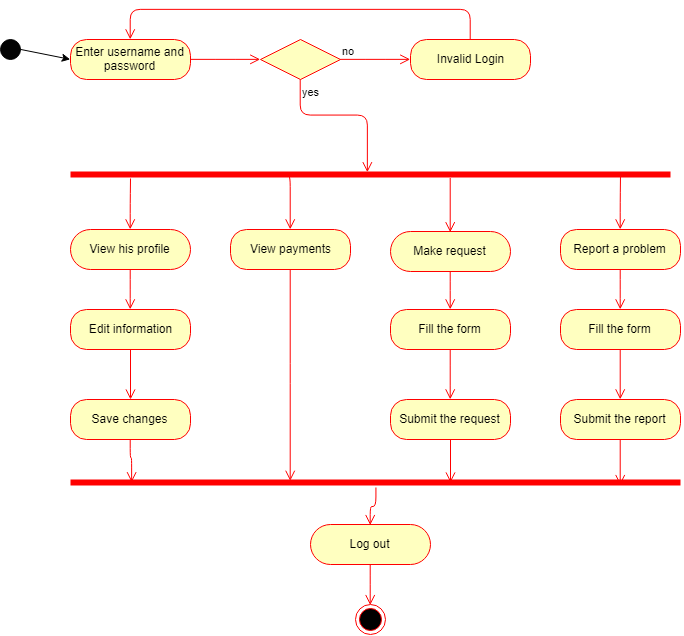 Enter username and
password
no
Invalid Login
yes
View his profile
View payments
Make request
Report a problem
Edit information
Fill the form
Fill the form
Save changes
Submit the request
Submit the report
Log out